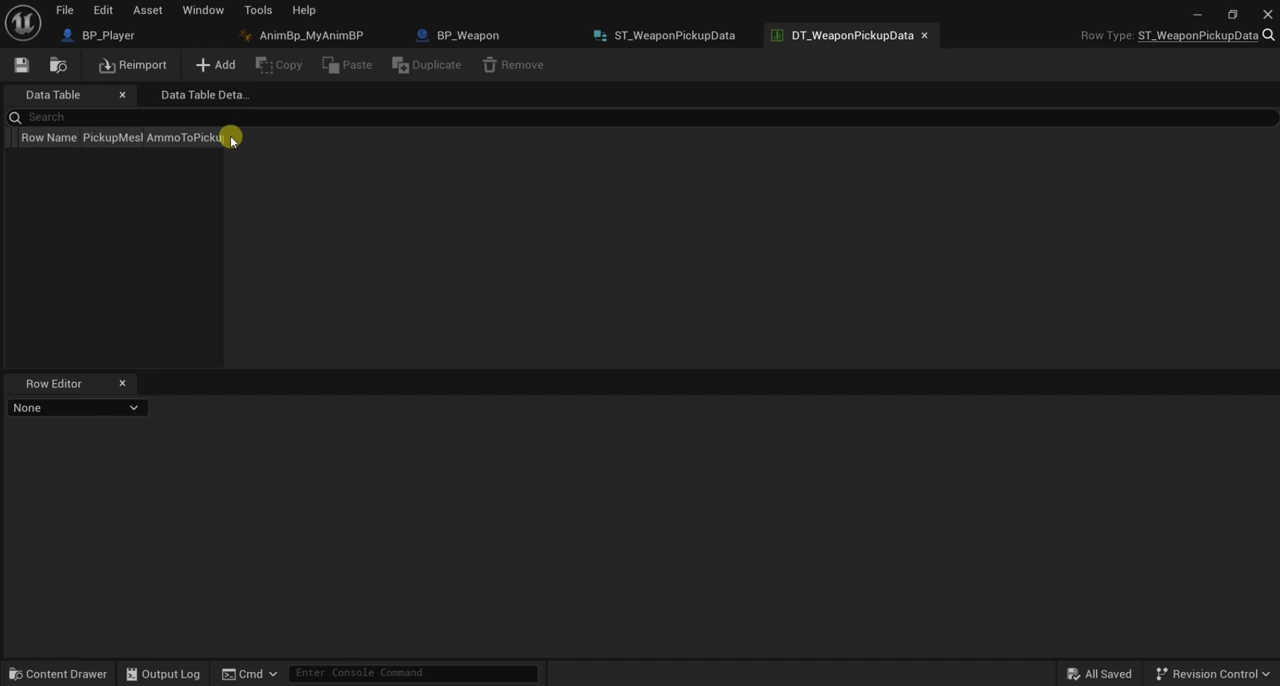 File Edit Asset Window Tools Help
BP_Player AnimBp_MyAnimBP BP_Weapon ST_WeaponPickupData DT_WeaponPickupData Row Type: ST_WeaponPickupData
Reimport Add Copy Paste Duplicate Remove
Data Table Data Table Deta...
Search
Row Name PickupMesl AmmoToPicku
Row Editor
None
Content Drawer Output Log Cmd Enter Console Command All Saved Revision Control